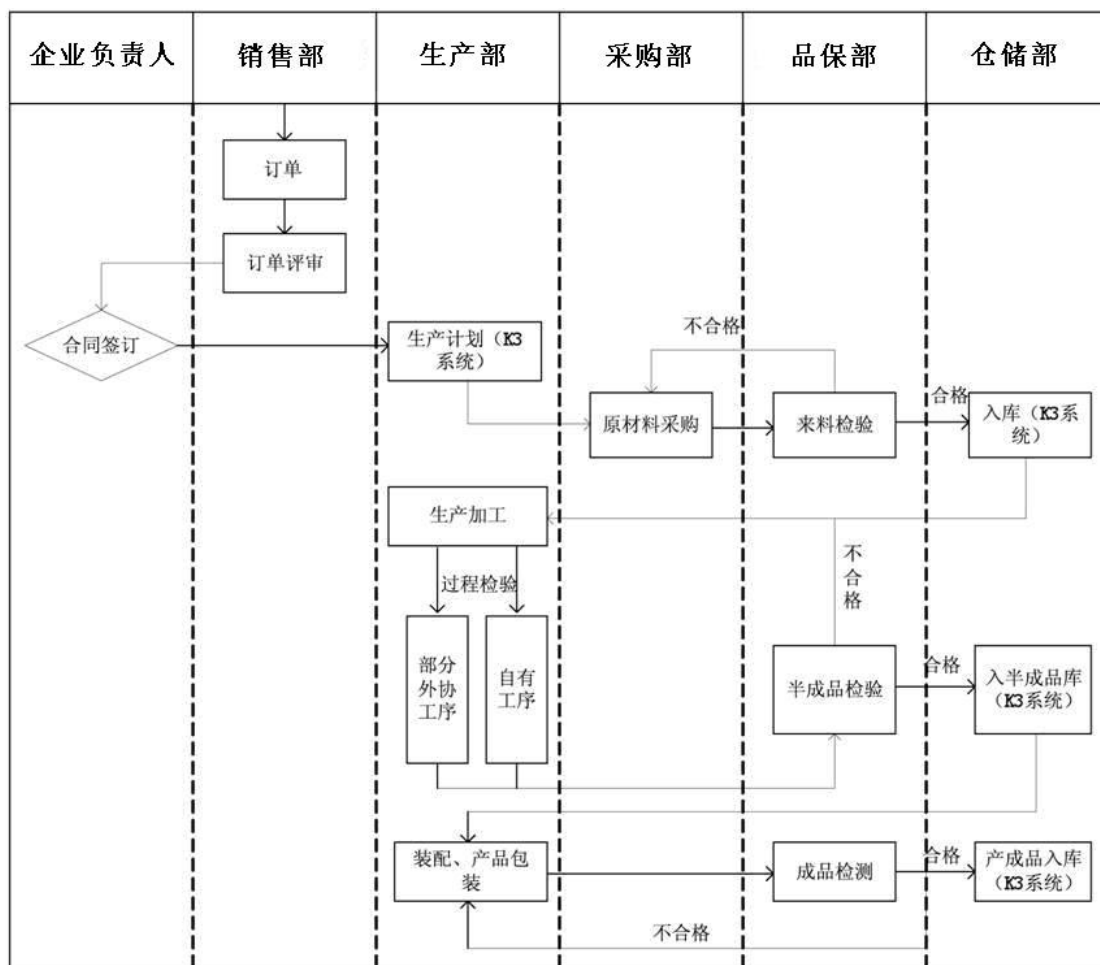 企业负责人
销售部
生产部
采购部
品保部
仓储部
订单
订单评审
合同签订
生产计划（K3
系统）
不合格
原材料采购
来料检验
合格
入库（K3系
统）
生产加工
过程检验
不
合
格
部分
外协
工序
自有
工序
半成品检验
合格
入半成品库
（K3系统）
装配、产品包
装
成品检测
合格
产成品入库
（K3系统）
不合格